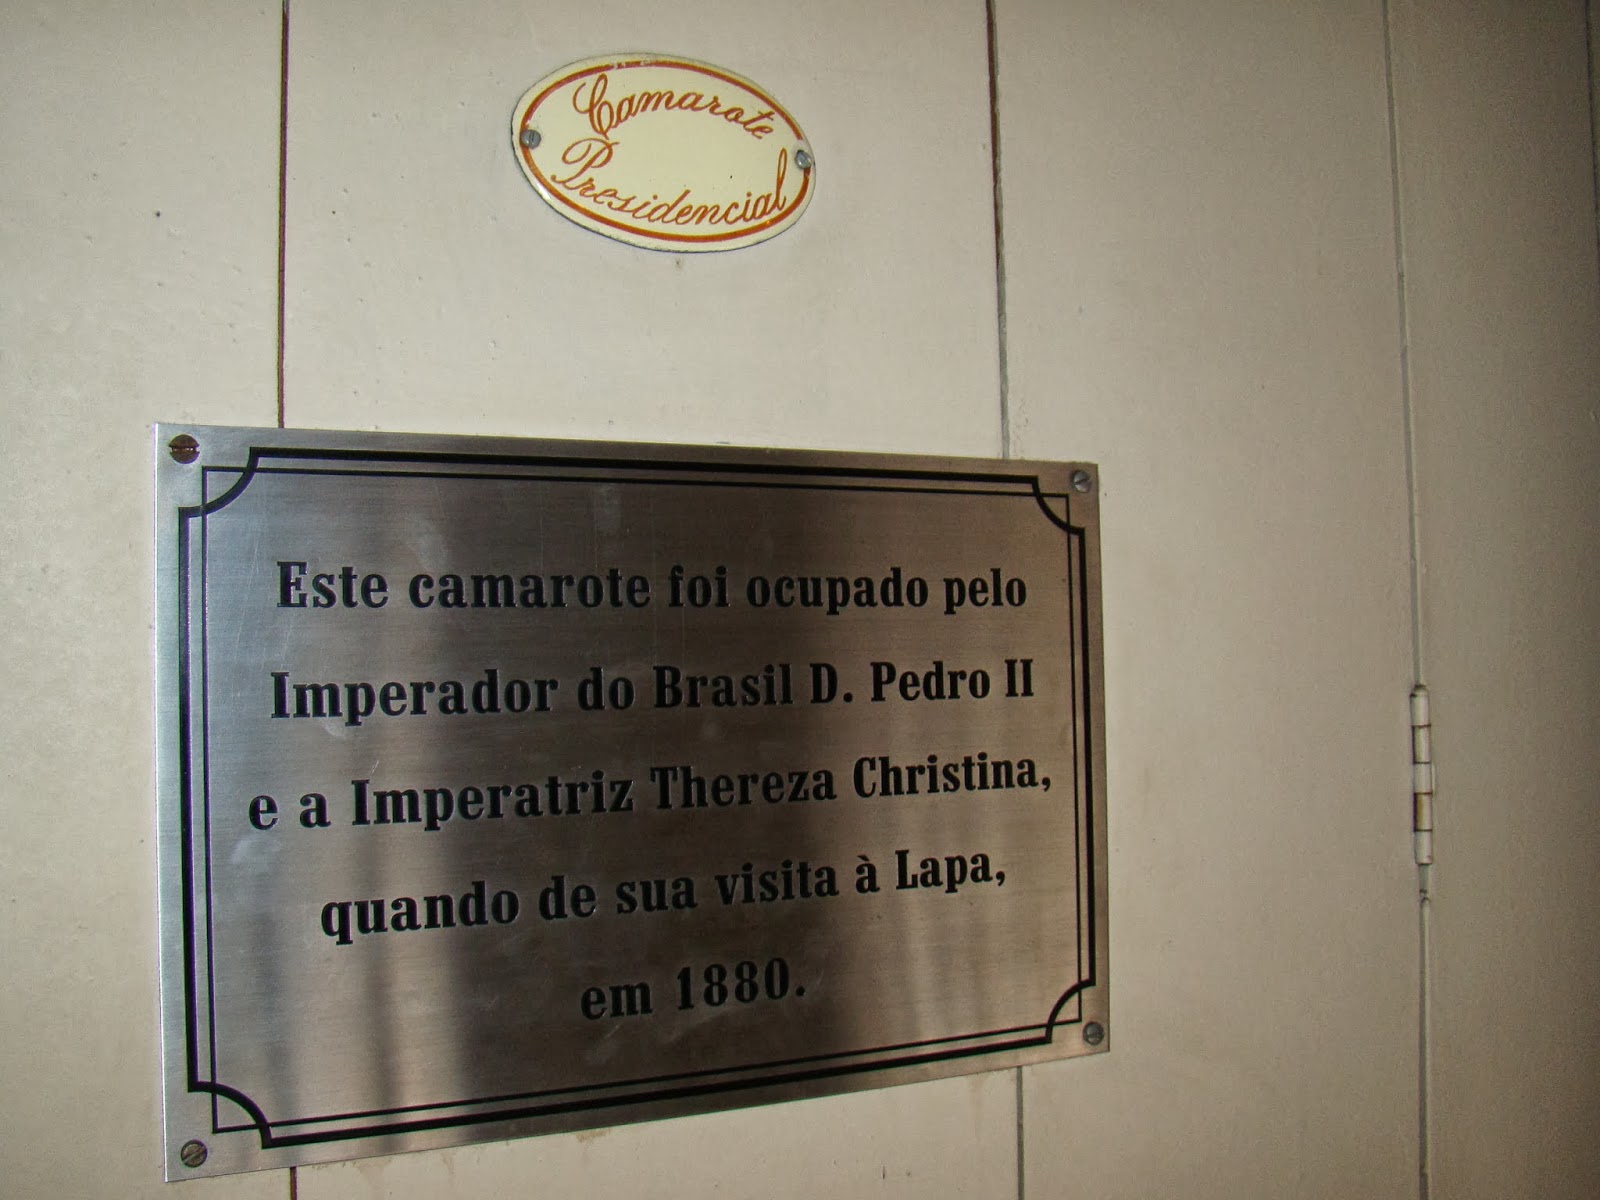 Camarote
Presidencial
Este camarote foi ocupado pelo
Imperador do Brasil D. Pedro II
e a Imperatriz Thereza Christina,
quando de sua visita à Lapa,
em 1880.